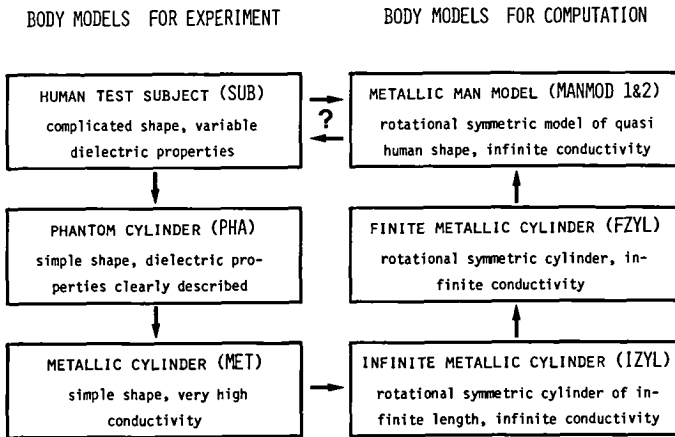 BODY MODELS FOR EXPERIMENT
BODY MODELS FOR COMPUTATION
HUMAN TEST SUBJECT (SUB)
complicated shape, variable
dielectric properties
?
METALLIC MAN MODEL (MANMOD 1&2)
rotational symmetric model of quasi
human shape, infinite conductivity
PHANTOM CYLINDER (PHA)
simple shape, dielectric pro-
perties clearly described
FINITE METALLIC CYLINDER (FZYL)
rotational symmetric cylinder, in-
finite conductivity
METALLIC CYLINDER (MET)
simple shape, very high
conductivity
INFINITE METALLIC CYLINDER (IZYL)
rotational symmetric cylinder of in-
finite length, infinite conductivity